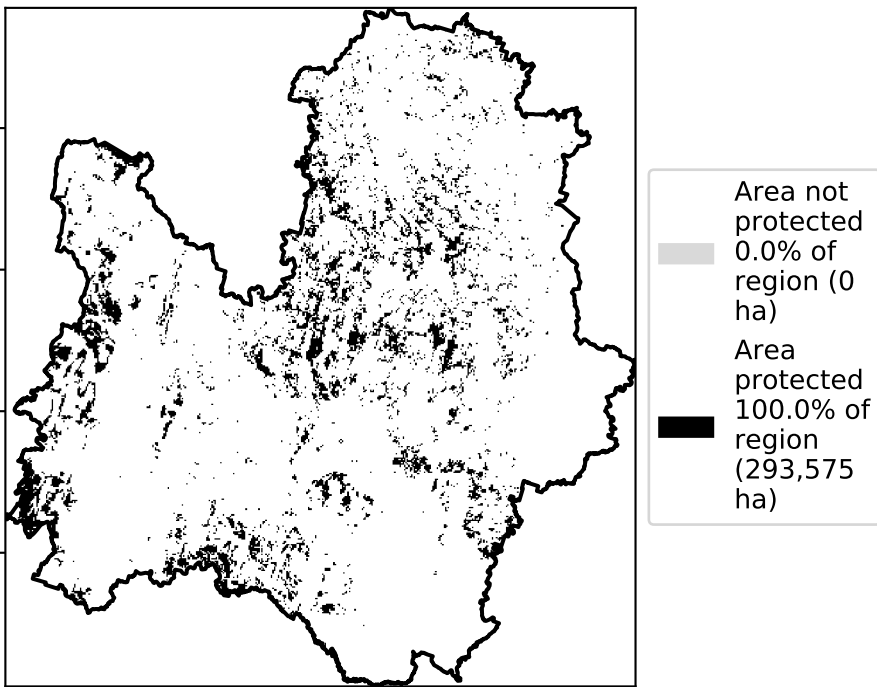 Area not
protected
0.0% of
region (0
ha)
Area
protected
100.0% of
region
(293,575
ha)